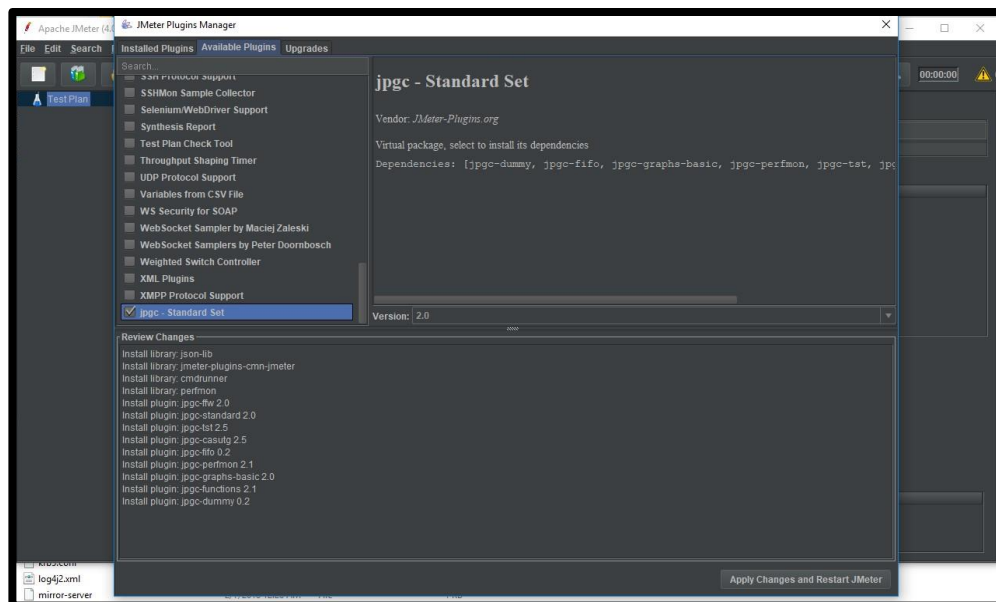 Apache JMeter (4.0
JMeter Plugins Manager
File Edit Search
Installed Plugins Available Plugins Upgrades
Search...
00:00:00
Test Plan
SSH Protocol Support
SSHMon Sample Collector
Selenium/WebDriver Support
Synthesis Report
Test Plan Check Tool
Throughput Shaping Timer
UDP Protocol Support
Variables from CSV File
WS Security for SOAP
WebSocket Sampler by Maciej Zaleski
WebSocket Samplers by Peter Doornbosch
Weighted Switch Controller
XML Plugins
XMPP Protocol Support
jpgc - Standard Set
jpgc - Standard Set
Vendor: JMeter-Plugins.org
Virtual package, select to install its dependencies
Dependencies: [jpgc-dummy, jpgc-fifo, jpgc-graphs-basic, jpgc-perfmon, jpgc-tst, jpg
Version: 2.0
Review Changes
Install library: json-lib
Install library: jmeter-plugins-cmn-jmeter
Install library: cmdrunner
Install library: perfmon
Install plugin: jpgc-ffw 2.0
Install plugin: jpgc-standard 2.0
Install plugin: jpgc-tst 2.5
Install plugin: jpgc-casutg 2.5
Install plugin: jpgc-fifo 0.2
Install plugin: jpgc-perfmon 2.1
Install plugin: jpgc-graphs-basic 2.0
Install plugin: jpgc-functions 2.1
Install plugin: jpgc-dummy 0.2
Apply Changes and Restart JMeter
krb5.conf
log4j2.xml
mirror-server